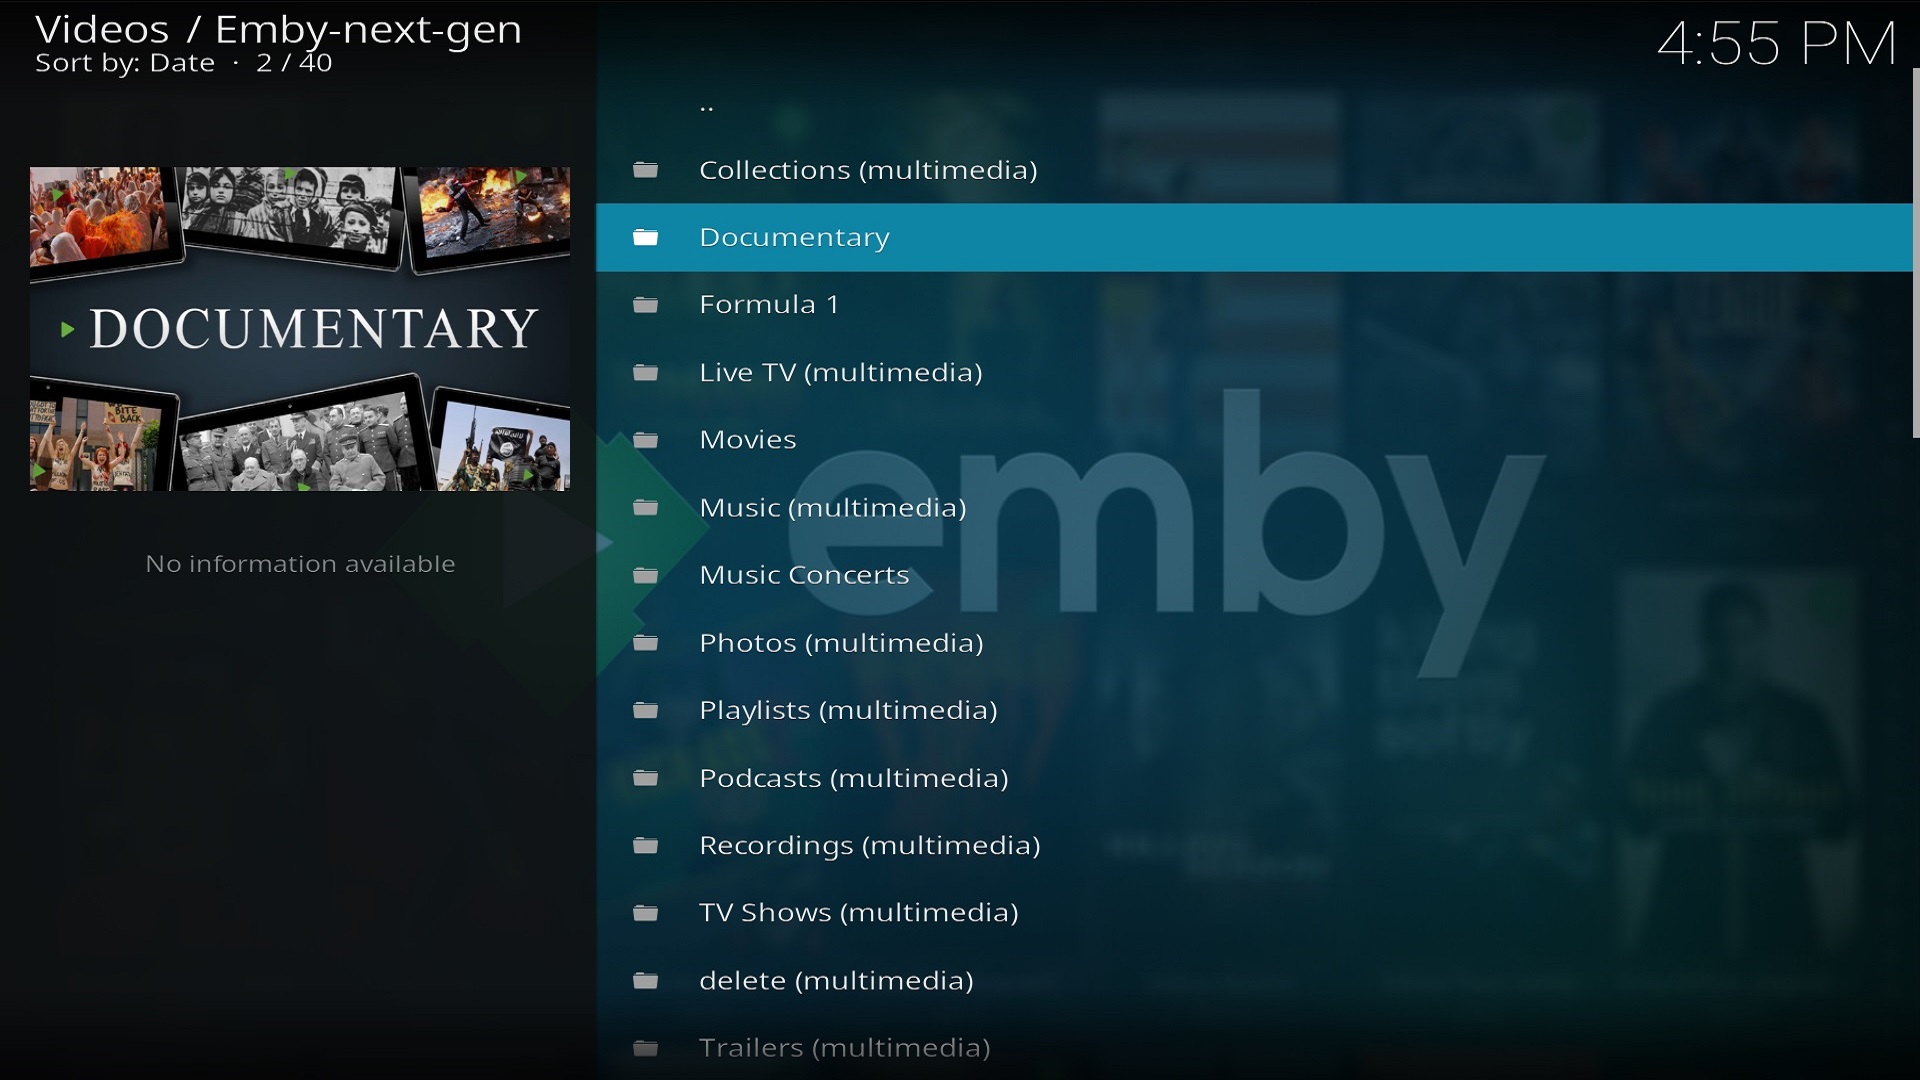 Videos / Emby-next-gen
Sort by: Date · 2 / 40
4:55 PM
DOCUMENTARY
BITE
BACK
No information available
..
Collections (multimedia)
Documentary
Formula 1
Live TV (multimedia)
Movies
Music (multimedia)
Music Concerts
Photos (multimedia)
Playlists (multimedia)
Podcasts (multimedia)
Recordings (multimedia)
TV Shows (multimedia)
delete (multimedia)
Trailers (multimedia)
emby